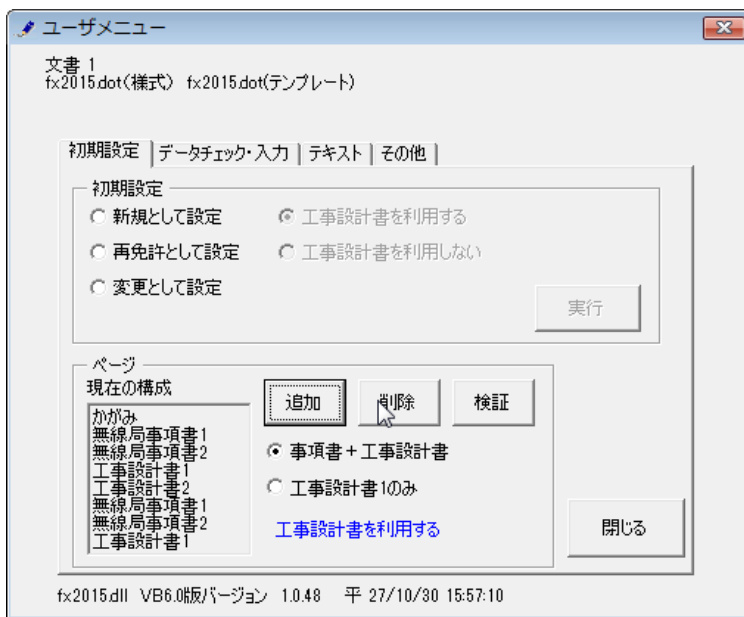 ユーザメニュー
文書 1
fx2015.dot(様式) fx2015.dot(テンプレート)
初期設定 データチェック・入力 テキスト その他
初期設定
新規として設定 工事設計書を利用する
再免許として設定 工事設計書を利用しない
変更として設定
実行
ページ
現在の構成
追加 削除 検証
かがみ
無線局事項書1
無線局事項書2
工事設計書1
工事設計書2
無線局事項書1
無線局事項書2
工事設計書1
事項書+工事設計書
工事設計書1のみ
工事設計書を利用する
閉じる
fx2015.dll VB6.0版バージョン 1.0.48 平 27/10/30 15:57:10